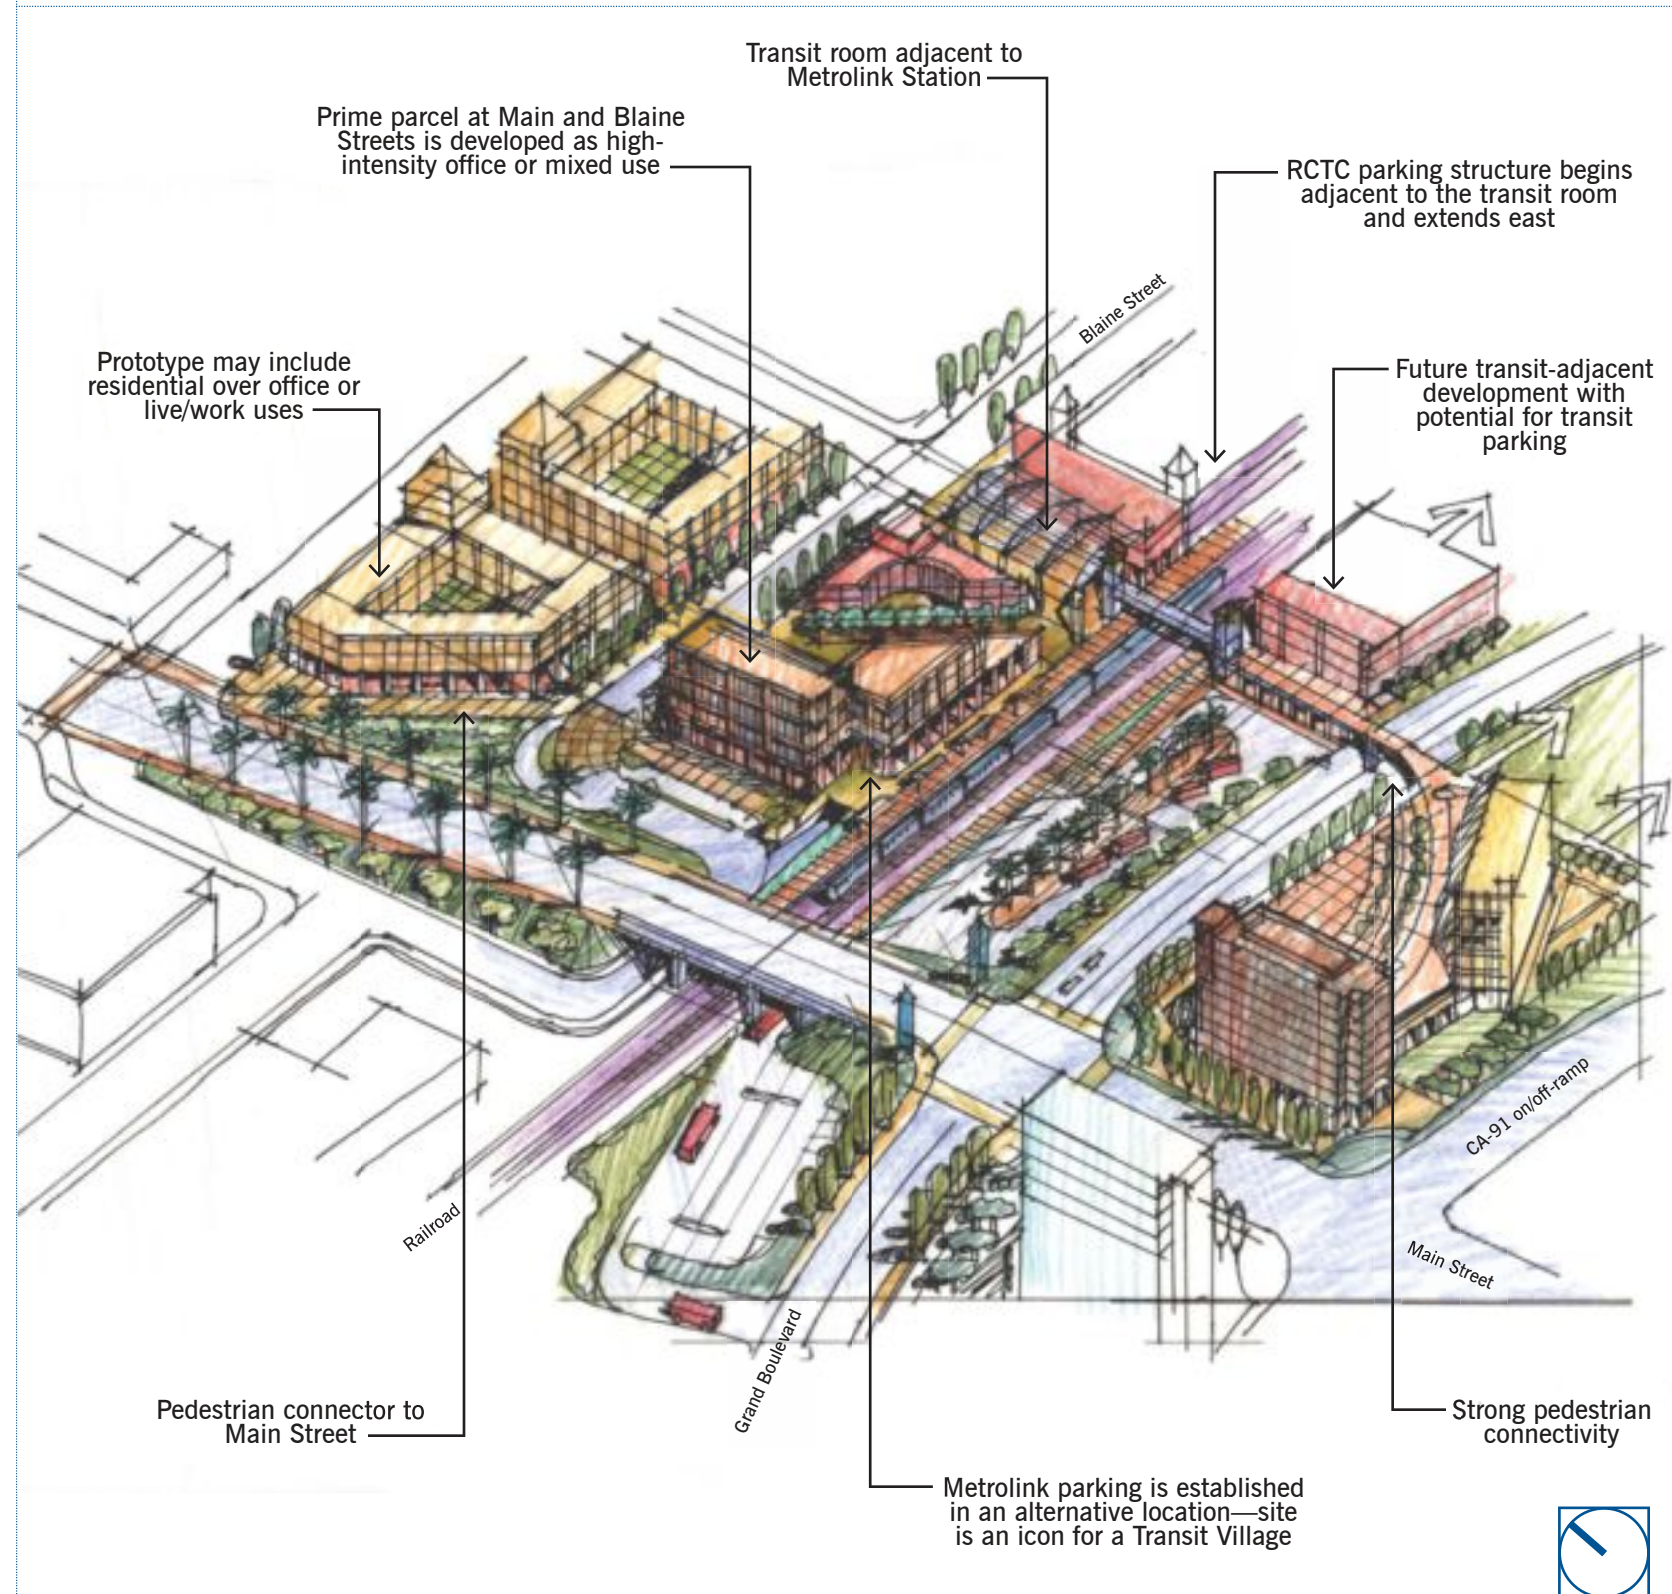 Transit room adjacent to
Metrolink Station
Prime parcel at Main and Blaine
Streets is developed as high-
intensity office or mixed use
RCTC parking structure begins
adjacent to the transit room
and extends east
Blaine Street
Prototype may include
residential over office or
live/work uses
Future transit-adjacent
development with
potential for transit
parking
CA-91 on/off-ramp
Railroad
Main Street
Grand Boulevard
Pedestrian connector to
Main Street
Strong pedestrian
connectivity
Metrolink parking is established
in an alternative location—site
is an icon for a Transit Village